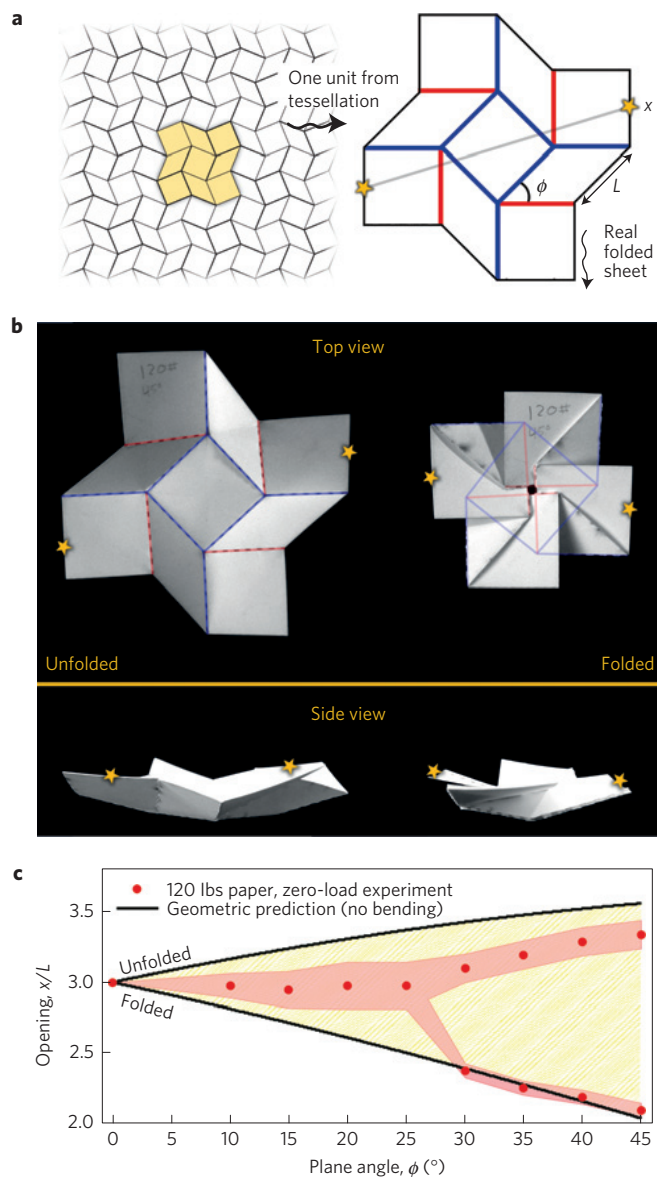 a
One unit from
tessellation
x
ϕ
L
Real
folded
sheet
b
Top view
120#
45°
120#
45°
Unfolded
Folded
Side view
c
120 lbs paper, zero-load experiment
Geometric prediction (no bending)
3.5
3.0
2.5
2.0
Opening, x/L
Unfolded
Folded
0
5
10
15
20
25
30
35
40
45
Plane angle, ϕ (°)